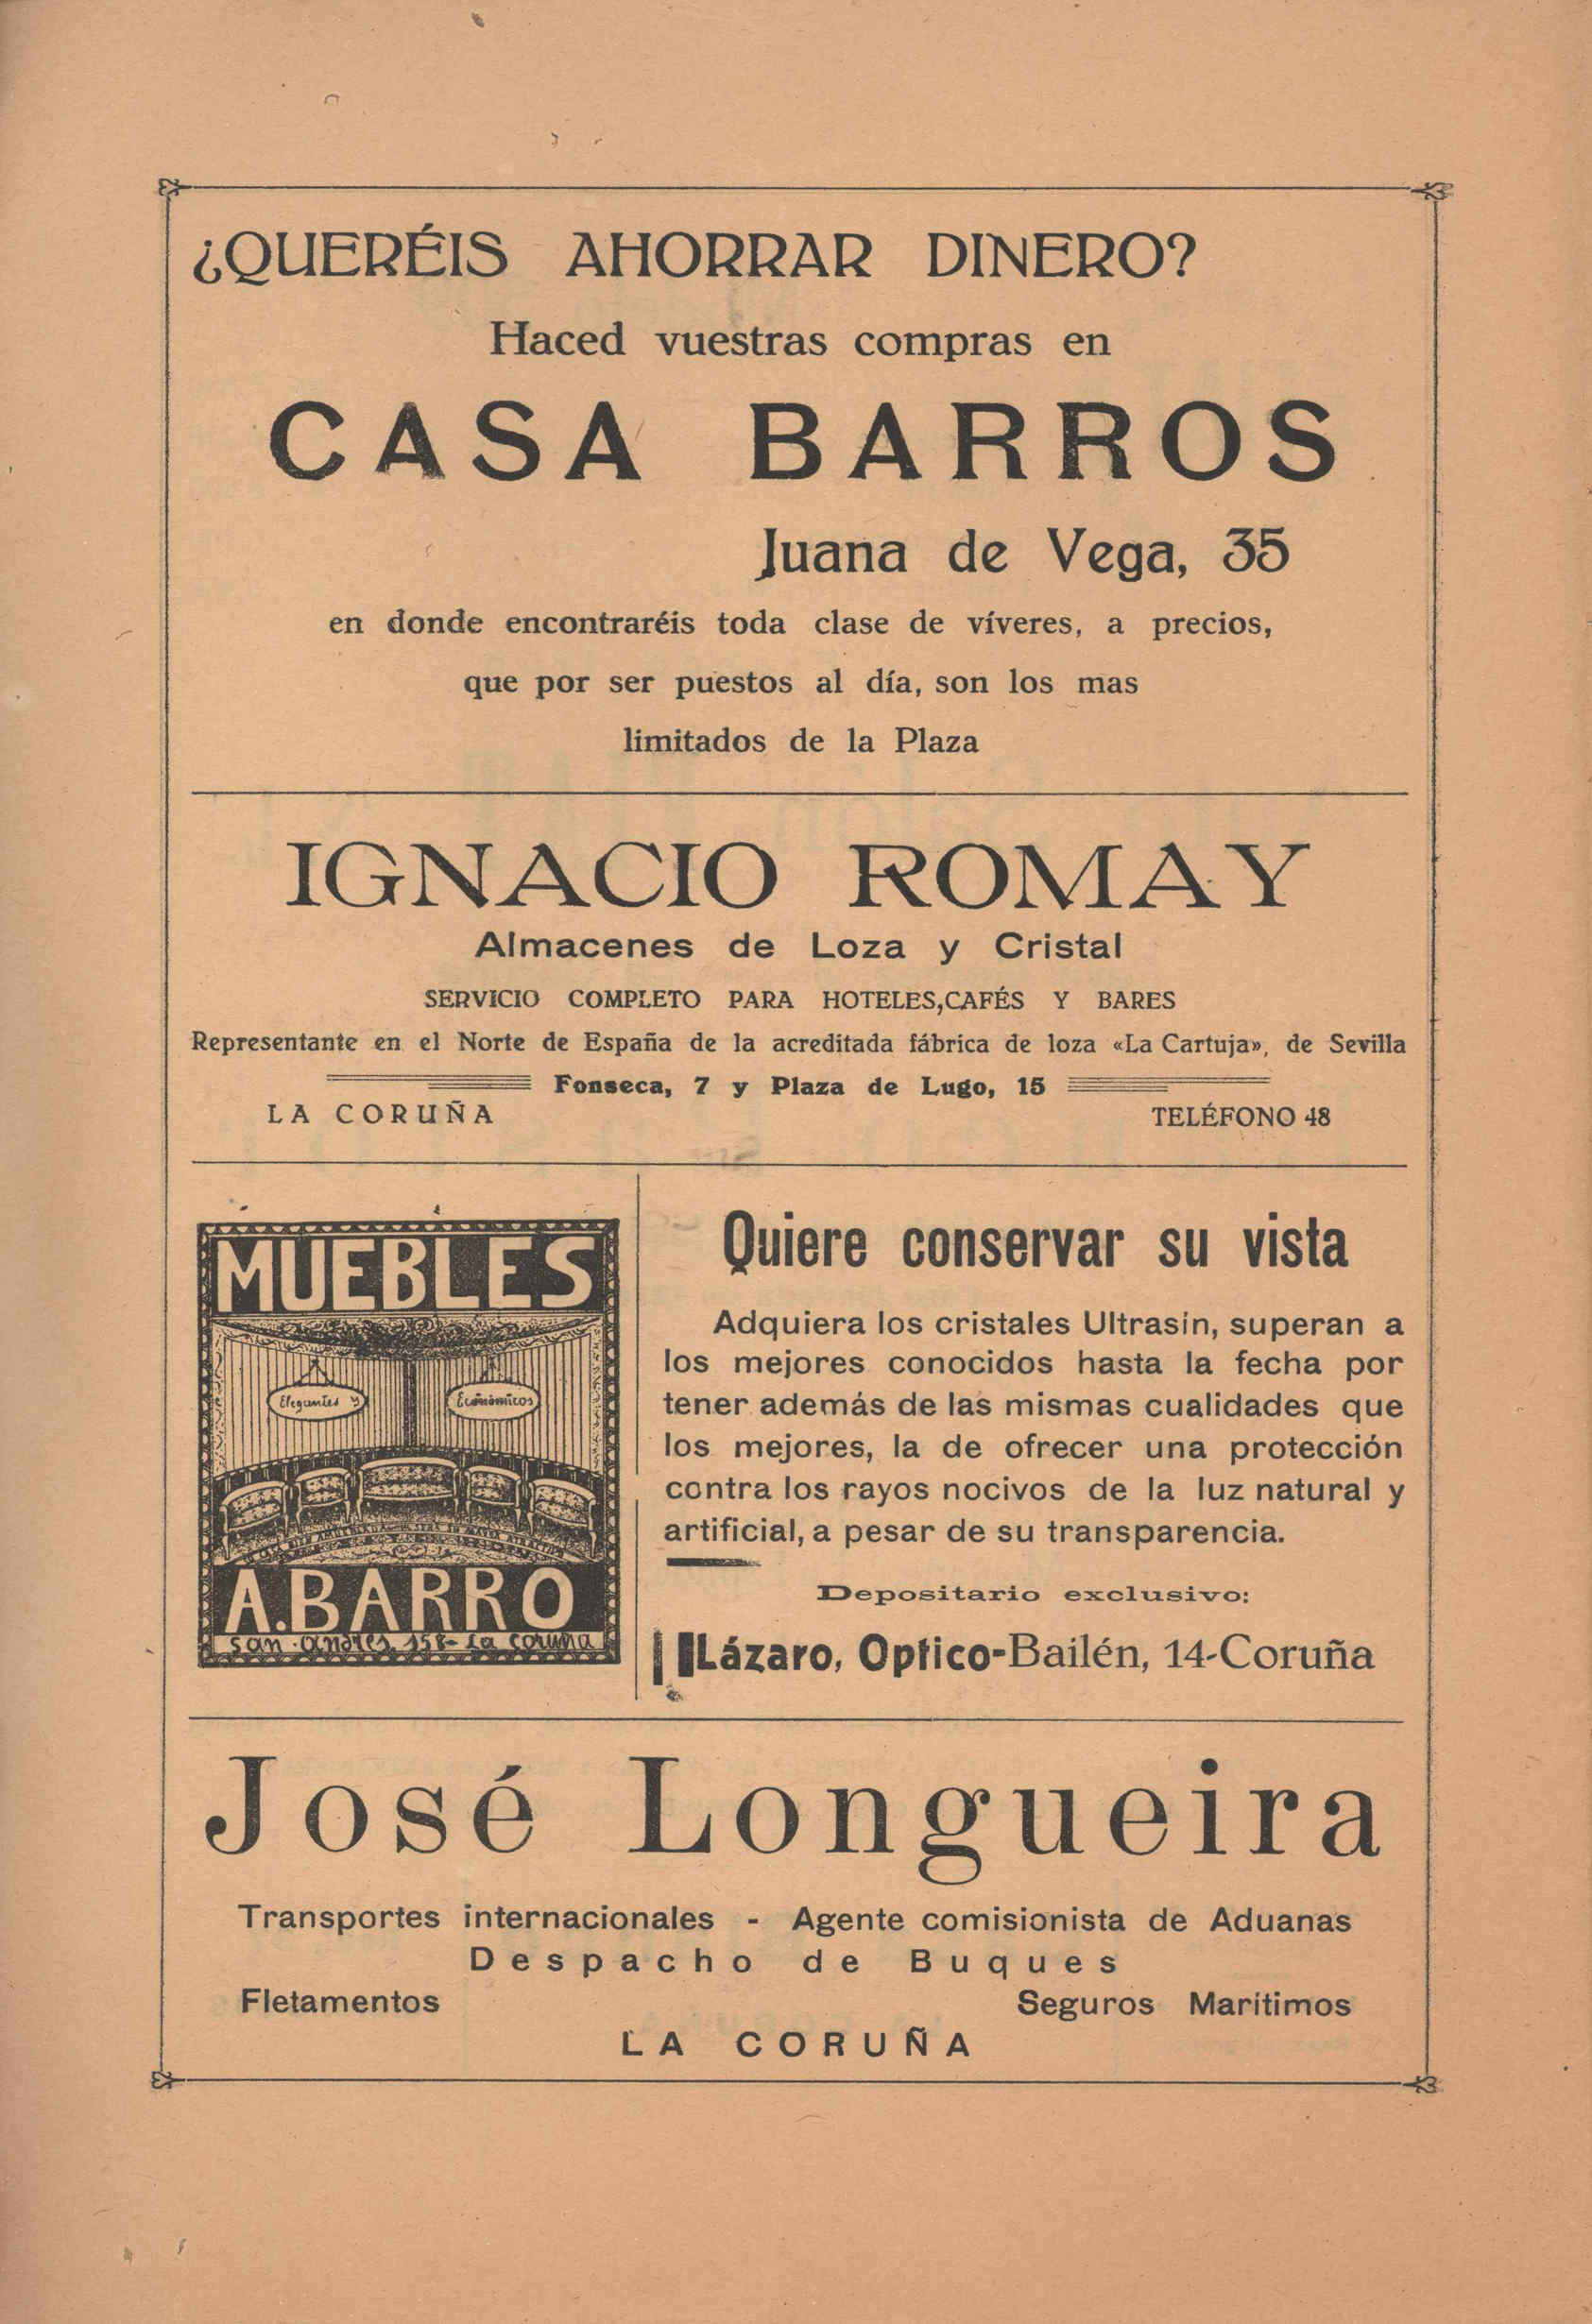 ¿QUERÉIS AHORRAR DINERO?
Haced vuestras compras en
CASA BARROS
Juana de Vega, 35
en donde encontraréis toda clase de víveres, a precios,
que por ser puestos al día, son los mas
limitados de la Plaza
IGNACIO ROMAY
Almacenes de Loza y Cristal
SERVICIO COMPLETO PARA HOTELES, CAFÉS Y BARES
Representante en el Norte de España de la acreditada fábrica de loza «La Cartuja», de Sevilla
Fonseca, 7 y Plaza de Lugo, 15
LA CORUÑA TELÉFONO 48
MUEBLES
Elegantes y Económicos
A. BARRO
San Andres 158- La coruña
Quiere conservar su vista
Adquiera los cristales Ultrasin, superan a
los mejores conocidos hasta la fecha por
tener además de las mismas cualidades que
los mejores, la de ofrecer una protección
contra los rayos nocivos de la luz natural y
artificial, a pesar de su transparencia.
Depositario exclusivo:
Lázaro, Optico-Bailén, 14-Coruña
José Longueira
Transportes internacionales - Agente comisionista de Aduanas
Despacho de Buques
Fletamentos Seguros Marítimos
LA CORUÑA